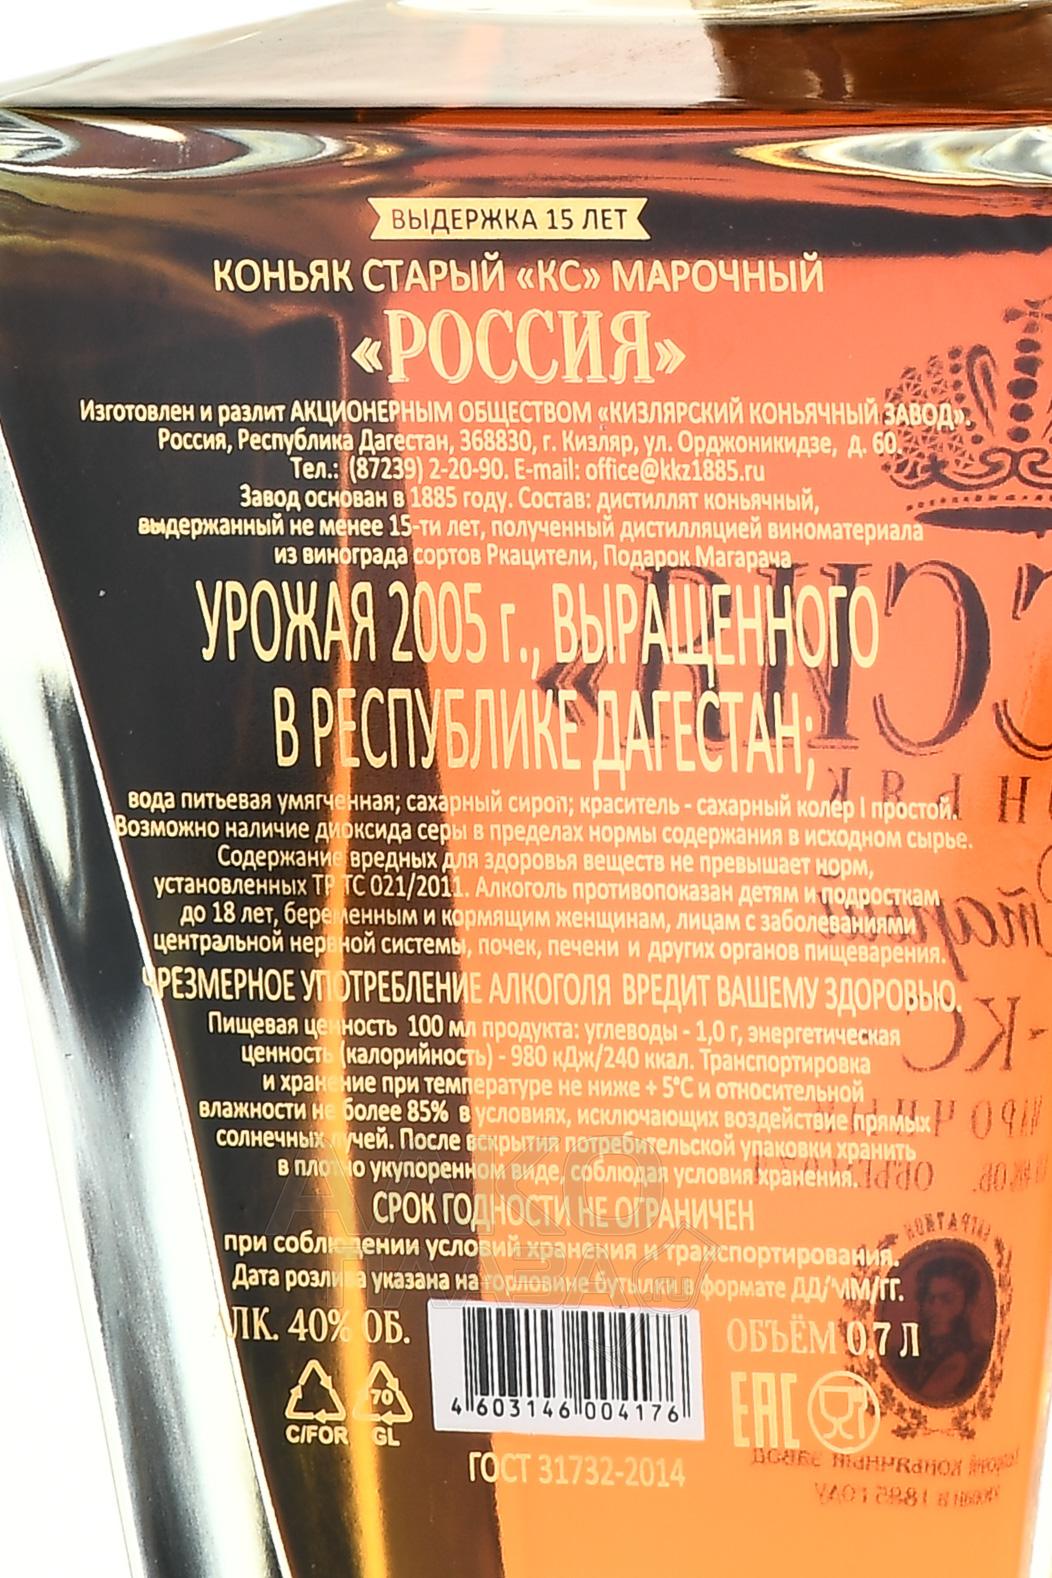 ВЫДЕРЖКА 15 ЛЕТ
КОНЬЯК СТАРЫЙ «КС» МАРОЧНЫЙ
«РОССИЯ»
Изготовлен и разлит АКЦИОНЕРНЫМ ОБЩЕСТВОМ «КИЗЛЯРСКИЙ КОНЬЯЧНЫЙ ЗАВОД».
Россия, Республика Дагестан, 368830, г. Кизляр, ул. Орджоникидзе, д. 60.
Тел.: (87239) 2-20-90. E-mail: office@kkz1885.ru
Завод основан в 1885 году. Состав: дистиллят коньячный,
выдержанный не менее 15-ти лет, полученный дистилляцией виноматериала
из винограда сортов Ркацители, Подарок Магарача
УРОЖАЯ 2005 г., ВЫРАЩЕННОГО
В РЕСПУБЛИКЕ ДАГЕСТАН;
вода питьевая умягченная; сахарный сироп; краситель - сахарный колер I простой.
Возможно наличие диоксида серы в пределах нормы содержания в исходном сырье.
Содержание вредных для здоровья веществ не превышает норм,
установленных ТР ТС 021/2011. Алкоголь противопоказан детям и подросткам
до 18 лет, беременным и кормящим женщинам, лицам с заболеваниями
центральной нервной системы, почек, печени и других органов пищеварения.
ЧРЕЗМЕРНОЕ УПОТРЕБЛЕНИЕ АЛКОГОЛЯ ВРЕДИТ ВАШЕМУ ЗДОРОВЬЮ.
Пищевая ценность 100 мл продукта: углеводы - 1,0 г, энергетическая
ценность (калорийность) - 980 кДж/240 ккал. Транспортировка
и хранение при температуре не ниже + 5°С и относительной
влажности не более 85% в условиях, исключающих воздействие прямых
солнечных лучей. После вскрытия потребительской упаковки хранить
в плотно укупоренном виде, соблюдая условия хранения.
СРОК ГОДНОСТИ НЕ ОГРАНИЧЕН
при соблюдении условий хранения и транспортирования.
Дата розлива указана на горловине бутылки в формате ДД/ММ/ГГ.
АЛК. 40% ОБ.
ОБЪЁМ 0,7 Л
4 603146 004176
C/FOR
70
GL
EAC
ГОСТ 31732-2014